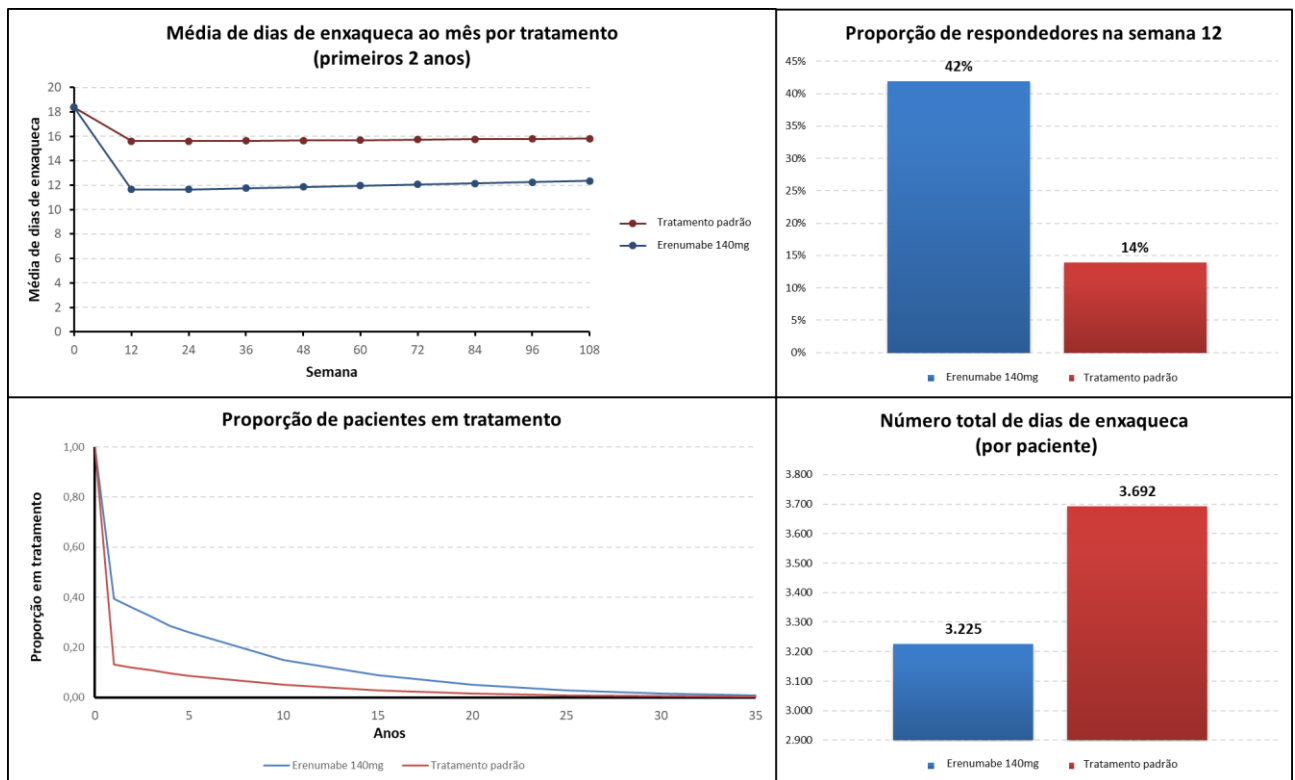 Média de dias de enxaqueca ao mês por tratamento
(primeiros 2 anos)
Média de dias de enxaqueca
20
18
16
14
12
10
8
6
4
2
0
0 12 24 36 48 60 72 84 96 108
Semana
Tratamento padrão
Erenumabe 140mg
Proporção de respondedores na semana 12
45%
40%
35%
30%
25%
20%
15%
10%
5%
0%
42%
14%
Erenumabe 140mg Tratamento padrão
Proporção de pacientes em tratamento
Proporção em tratamento
1,00
0,80
0,60
0,40
0,20
0,00
0 5 10 15 20 25 30 35
Anos
Erenumabe 140mg Tratamento padrão
Número total de dias de enxaqueca
(por paciente)
3.800
3.700
3.600
3.500
3.400
3.300
3.200
3.100
3.000
2.900
3.225
3.692
Erenumabe 140mg Tratamento padrão